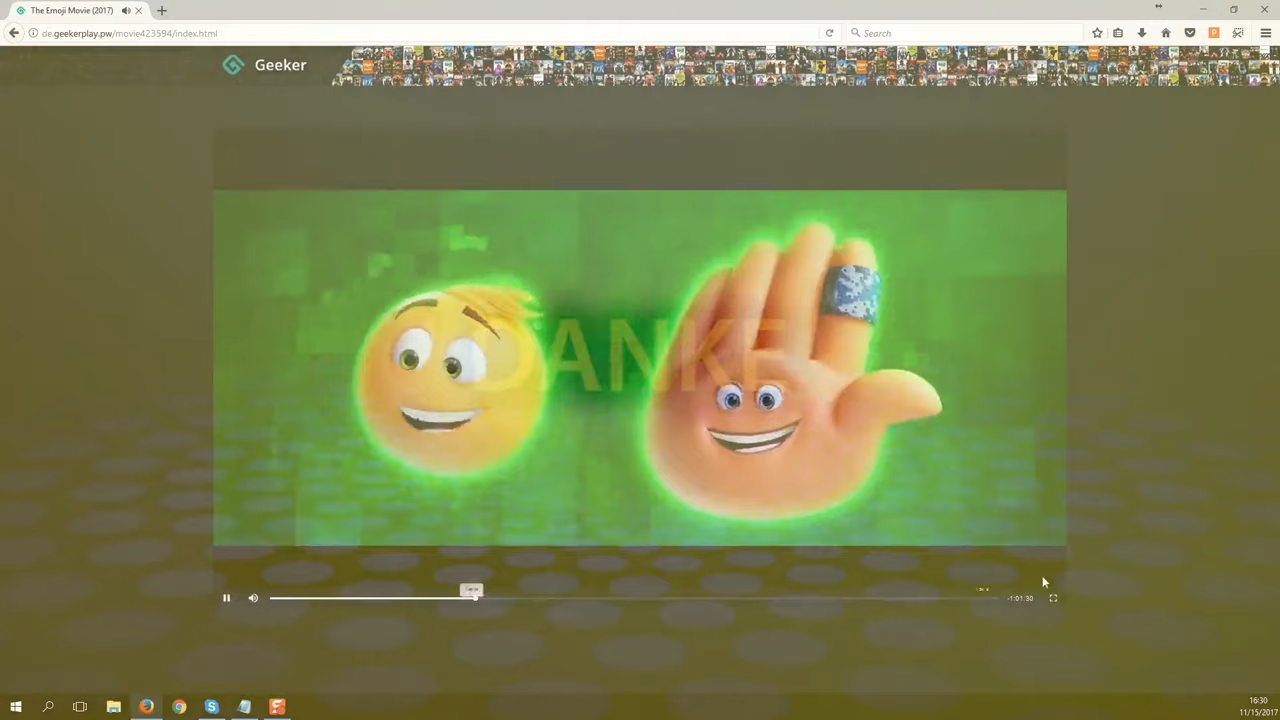 The Emoji Movie (2017)
de.geekerplay.pw/movie423594/index.html
Search
Geeker
DANKE
-1:01:30
16:30
11/15/2017